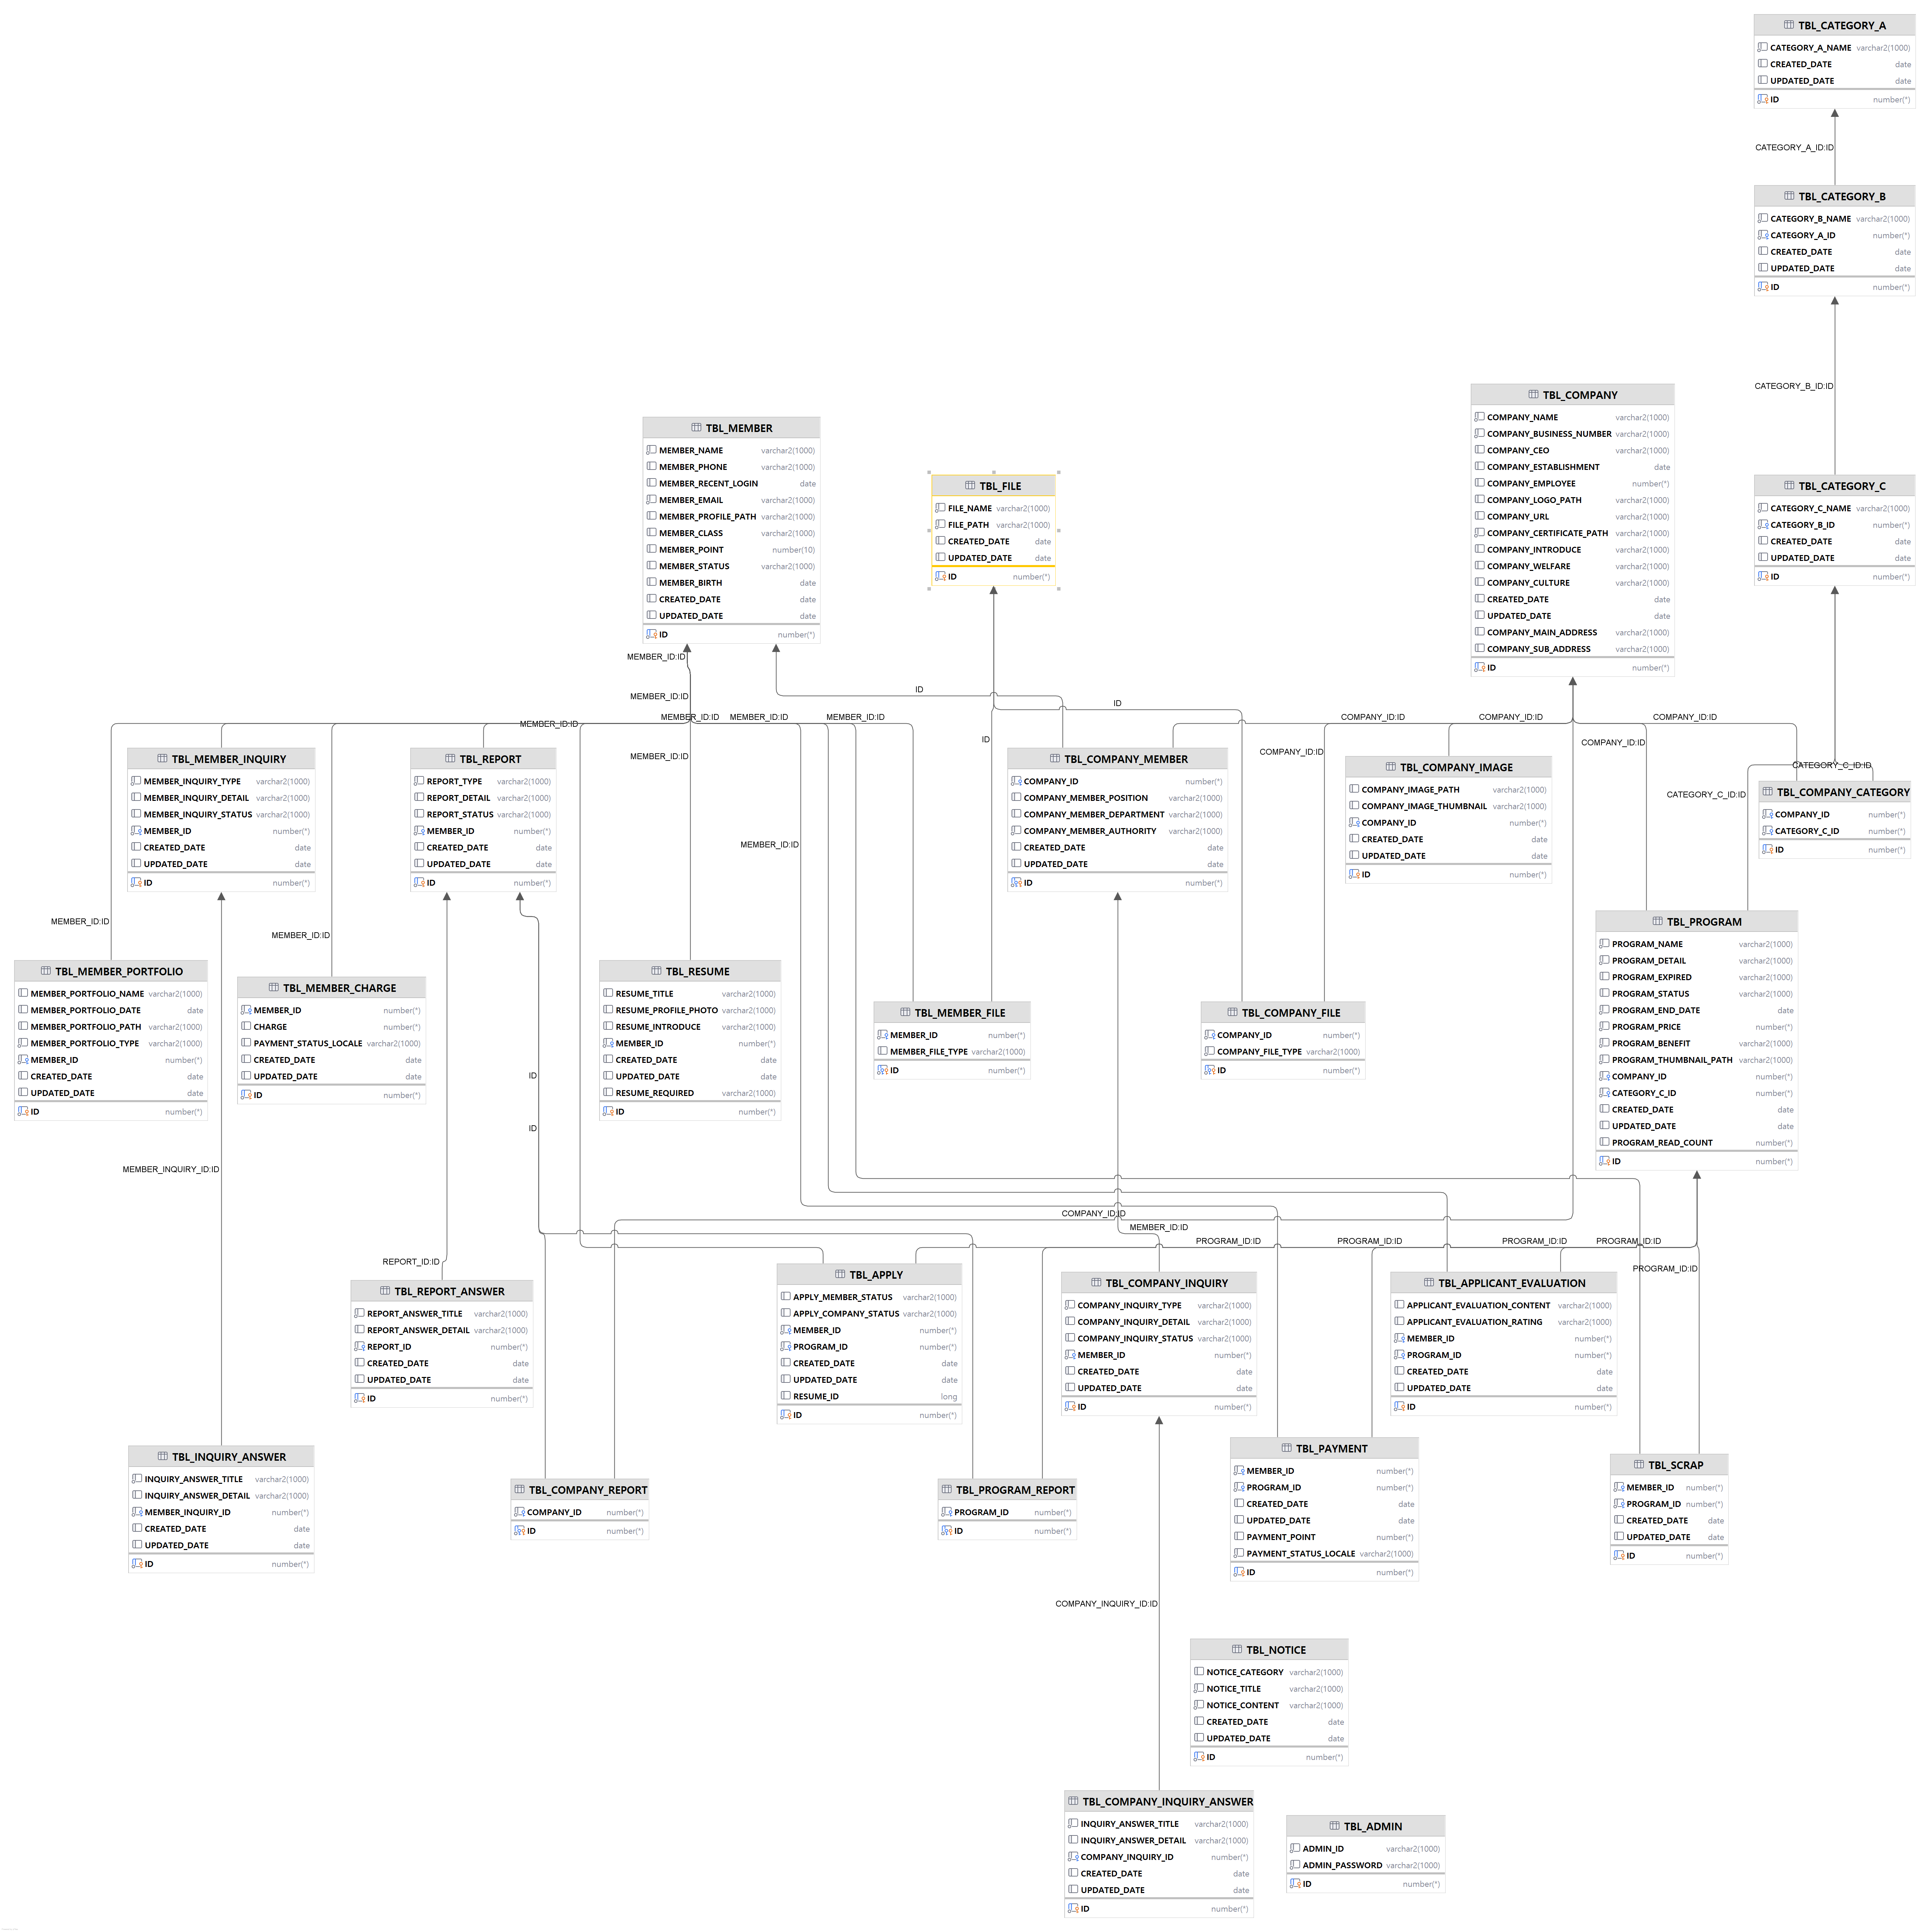 TBL_CATEGORY_A
CATEGORY_A_NAME varchar2(1000)
CREATED_DATE date
UPDATED_DATE date
ID number(*)
CATEGORY_A_ID:ID
TBL_CATEGORY_B
CATEGORY_B_NAME varchar2(1000)
CATEGORY_A_ID number(*)
CREATED_DATE date
UPDATED_DATE date
ID number(*)
CATEGORY_B_ID:ID
TBL_COMPANY
COMPANY_NAME varchar2(1000)
COMPANY_BUSINESS_NUMBER varchar2(1000)
COMPANY_CEO varchar2(1000)
COMPANY_ESTABLISHMENT date
COMPANY_EMPLOYEE number(*)
COMPANY_LOGO_PATH varchar2(1000)
COMPANY_URL varchar2(1000)
COMPANY_CERTIFICATE_PATH varchar2(1000)
COMPANY_INTRODUCE varchar2(1000)
COMPANY_WELFARE varchar2(1000)
COMPANY_CULTURE varchar2(1000)
CREATED_DATE date
UPDATED_DATE date
COMPANY_MAIN_ADDRESS varchar2(1000)
COMPANY_SUB_ADDRESS varchar2(1000)
ID number(*)
TBL_MEMBER
MEMBER_NAME varchar2(1000)
MEMBER_PHONE varchar2(1000)
MEMBER_RECENT_LOGIN date
MEMBER_EMAIL varchar2(1000)
MEMBER_PROFILE_PATH varchar2(1000)
MEMBER_CLASS varchar2(1000)
MEMBER_POINT number(10)
MEMBER_STATUS varchar2(1000)
MEMBER_BIRTH date
CREATED_DATE date
UPDATED_DATE date
ID number(*)
TBL_FILE
FILE_NAME varchar2(1000)
FILE_PATH varchar2(1000)
CREATED_DATE date
UPDATED_DATE date
ID number(*)
TBL_CATEGORY_C
CATEGORY_C_NAME varchar2(1000)
CATEGORY_B_ID number(*)
CREATED_DATE date
UPDATED_DATE date
ID number(*)
MEMBER_ID:ID
MEMBER_ID:ID
ID
ID
MEMBER_ID:ID
MEMBER_ID:ID
MEMBER_ID:ID
MEMBER_ID:ID
COMPANY_ID:ID
COMPANY_ID:ID
COMPANY_ID:ID
ID
COMPANY_ID:ID
COMPANY_ID:ID
MEMBER_ID:ID
CATEGORY_C_ID:ID
CATEGORY_C_ID:ID
MEMBER_ID:ID
TBL_MEMBER_INQUIRY
MEMBER_INQUIRY_TYPE varchar2(1000)
MEMBER_INQUIRY_DETAIL varchar2(1000)
MEMBER_INQUIRY_STATUS varchar2(1000)
MEMBER_ID number(*)
CREATED_DATE date
UPDATED_DATE date
ID number(*)
TBL_REPORT
REPORT_TYPE varchar2(1000)
REPORT_DETAIL varchar2(1000)
REPORT_STATUS varchar2(1000)
MEMBER_ID number(*)
CREATED_DATE date
UPDATED_DATE date
ID number(*)
TBL_COMPANY_MEMBER
COMPANY_ID number(*)
COMPANY_MEMBER_POSITION varchar2(1000)
COMPANY_MEMBER_DEPARTMENT varchar2(1000)
COMPANY_MEMBER_AUTHORITY varchar2(1000)
CREATED_DATE date
UPDATED_DATE date
ID number(*)
TBL_COMPANY_IMAGE
COMPANY_IMAGE_PATH varchar2(1000)
COMPANY_IMAGE_THUMBNAIL varchar2(1000)
COMPANY_ID number(*)
CREATED_DATE date
UPDATED_DATE date
ID number(*)
TBL_COMPANY_CATEGORY
COMPANY_ID number(*)
CATEGORY_C_ID number(*)
ID number(*)
MEMBER_ID:ID
MEMBER_ID:ID
TBL_PROGRAM
PROGRAM_NAME varchar2(1000)
PROGRAM_DETAIL varchar2(1000)
PROGRAM_EXPIRED varchar2(1000)
PROGRAM_STATUS varchar2(1000)
PROGRAM_END_DATE date
PROGRAM_PRICE number(*)
PROGRAM_BENEFIT varchar2(1000)
PROGRAM_THUMBNAIL_PATH varchar2(1000)
COMPANY_ID number(*)
CATEGORY_C_ID number(*)
CREATED_DATE date
UPDATED_DATE date
PROGRAM_READ_COUNT number(*)
ID number(*)
TBL_MEMBER_PORTFOLIO
MEMBER_PORTFOLIO_NAME varchar2(1000)
MEMBER_PORTFOLIO_DATE date
MEMBER_PORTFOLIO_PATH varchar2(1000)
MEMBER_PORTFOLIO_TYPE varchar2(1000)
MEMBER_ID number(*)
CREATED_DATE date
UPDATED_DATE date
ID number(*)
TBL_MEMBER_CHARGE
MEMBER_ID number(*)
CHARGE number(*)
PAYMENT_STATUS_LOCALE varchar2(1000)
CREATED_DATE date
UPDATED_DATE date
ID number(*)
TBL_RESUME
RESUME_TITLE varchar2(1000)
RESUME_PROFILE_PHOTO varchar2(1000)
RESUME_INTRODUCE varchar2(1000)
MEMBER_ID number(*)
CREATED_DATE date
UPDATED_DATE date
RESUME_REQUIRED varchar2(1000)
ID number(*)
TBL_MEMBER_FILE
MEMBER_ID number(*)
MEMBER_FILE_TYPE varchar2(1000)
ID number(*)
TBL_COMPANY_FILE
COMPANY_ID number(*)
COMPANY_FILE_TYPE varchar2(1000)
ID number(*)
ID
ID
MEMBER_INQUIRY_ID:ID
COMPANY_ID:ID
MEMBER_ID:ID
PROGRAM_ID:ID
PROGRAM_ID:ID
PROGRAM_ID:ID
PROGRAM_ID:ID
REPORT_ID:ID
PROGRAM_ID:ID
TBL_REPORT_ANSWER
REPORT_ANSWER_TITLE varchar2(1000)
REPORT_ANSWER_DETAIL varchar2(1000)
REPORT_ID number(*)
CREATED_DATE date
UPDATED_DATE date
ID number(*)
TBL_APPLY
APPLY_MEMBER_STATUS varchar2(1000)
APPLY_COMPANY_STATUS varchar2(1000)
MEMBER_ID number(*)
PROGRAM_ID number(*)
CREATED_DATE date
UPDATED_DATE date
RESUME_ID long
ID number(*)
TBL_COMPANY_INQUIRY
COMPANY_INQUIRY_TYPE varchar2(1000)
COMPANY_INQUIRY_DETAIL varchar2(1000)
COMPANY_INQUIRY_STATUS varchar2(1000)
MEMBER_ID number(*)
CREATED_DATE date
UPDATED_DATE date
ID number(*)
TBL_APPLICANT_EVALUATION
APPLICANT_EVALUATION_CONTENT varchar2(1000)
APPLICANT_EVALUATION_RATING varchar2(1000)
MEMBER_ID number(*)
PROGRAM_ID number(*)
CREATED_DATE date
UPDATED_DATE date
ID number(*)
TBL_INQUIRY_ANSWER
INQUIRY_ANSWER_TITLE varchar2(1000)
INQUIRY_ANSWER_DETAIL varchar2(1000)
MEMBER_INQUIRY_ID number(*)
CREATED_DATE date
UPDATED_DATE date
ID number(*)
TBL_COMPANY_REPORT
COMPANY_ID number(*)
ID number(*)
TBL_PROGRAM_REPORT
PROGRAM_ID number(*)
ID number(*)
TBL_PAYMENT
MEMBER_ID number(*)
PROGRAM_ID number(*)
CREATED_DATE date
UPDATED_DATE date
PAYMENT_POINT number(*)
PAYMENT_STATUS_LOCALE varchar2(1000)
ID number(*)
TBL_SCRAP
MEMBER_ID number(*)
PROGRAM_ID number(*)
CREATED_DATE date
UPDATED_DATE date
ID number(*)
COMPANY_INQUIRY_ID:ID
TBL_NOTICE
NOTICE_CATEGORY varchar2(1000)
NOTICE_TITLE varchar2(1000)
NOTICE_CONTENT varchar2(1000)
CREATED_DATE date
UPDATED_DATE date
ID number(*)
TBL_COMPANY_INQUIRY_ANSWER
INQUIRY_ANSWER_TITLE varchar2(1000)
INQUIRY_ANSWER_DETAIL varchar2(1000)
COMPANY_INQUIRY_ID number(*)
CREATED_DATE date
UPDATED_DATE date
ID number(*)
TBL_ADMIN
ADMIN_ID varchar2(1000)
ADMIN_PASSWORD varchar2(1000)
ID number(*)